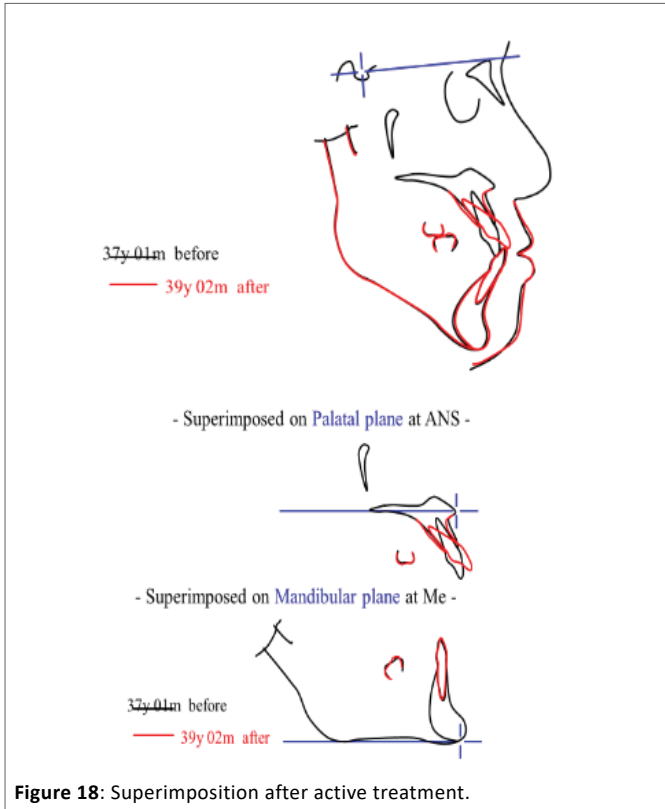 37y 01m before
39y 02m after
- Superimposed on Palatal plane at ANS -
- Superimposed on Mandibular plane at Me -
37y 01m before
39y 02m after
Figure 18: Superimposition after active treatment.